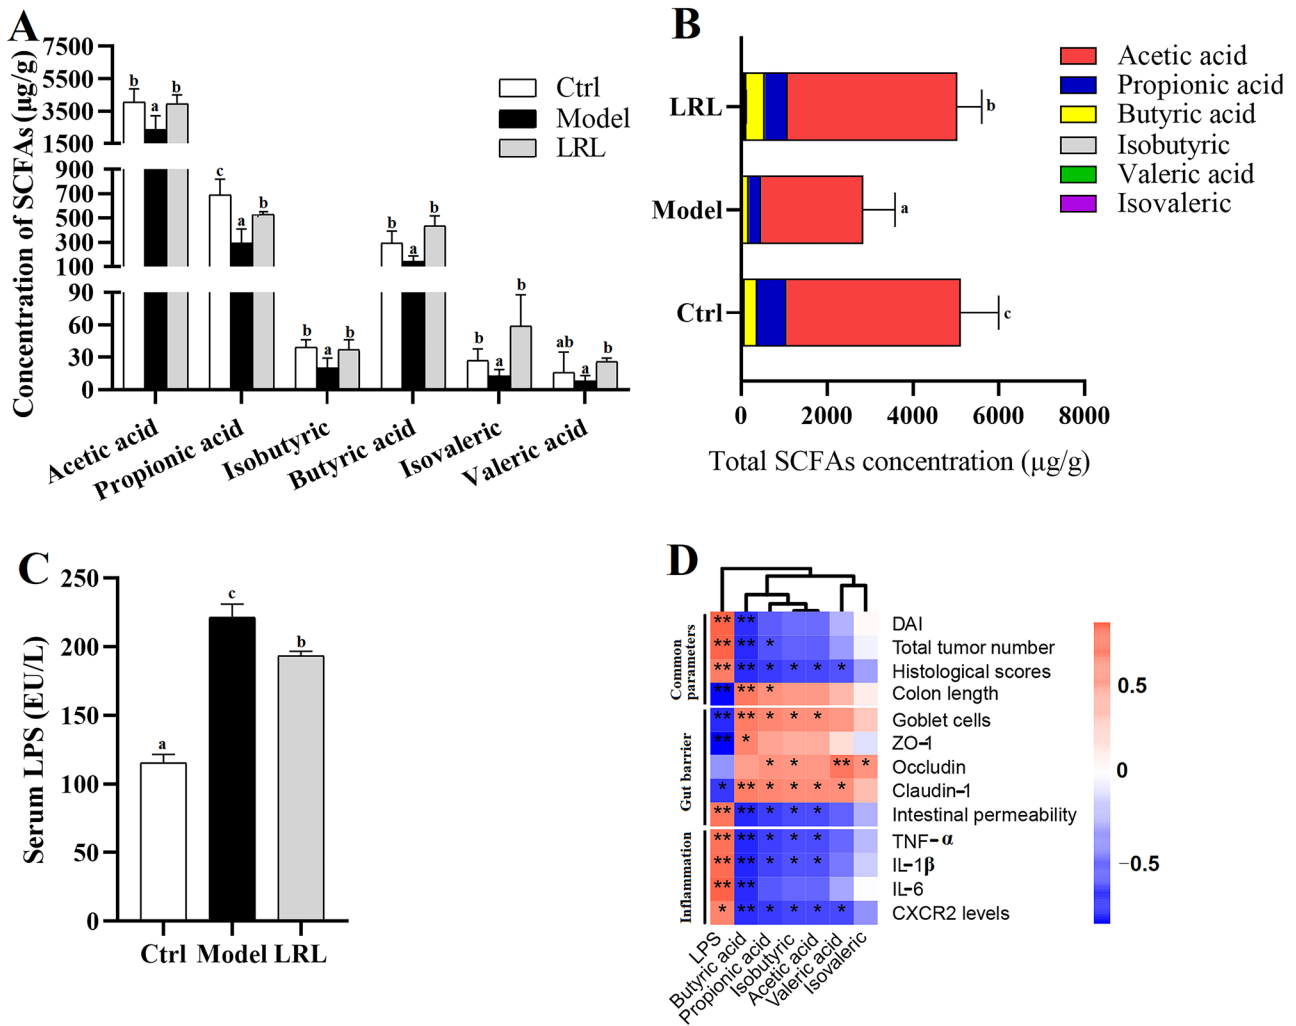 A
Concentration of SCFAs (μg/g)
7500
5500
3500
1500
900
700
500
300
100
90
60
30
0
b
a
b
c
a
b
b
a
b
b
a
b
b
a
b
ab
a
b
Ctrl
Model
LRL
Acetic acid
Propionic acid
Isobutyric
Butyric acid
Isovaleric
Valeric acid
B
LRL
Model
Ctrl
b
a
c
0
2000
4000
6000
8000
Total SCFAs concentration (μg/g)
Acetic acid
Propionic acid
Butyric acid
Isobutyric
Valeric acid
Isovaleric
C
Serum LPS (EU/L)
250
200
150
100
50
0
a
c
b
Ctrl
Model
LRL
D
Common
parameters
Gut barrier
Inflammation
** ** DAI
** ** * Total tumor number
** ** * * * * Histological scores
** ** * Colon length
** ** * * * Goblet cells
** * ZO-1
* * ** * Occludin
* ** * * * * Claudin-1
** ** * * * Intestinal permeability
** ** * * * TNF-α
** ** * * * IL-1β
** ** IL-6
* ** * * * * CXCR2 levels
LPS
Butyric acid
Propionic acid
Isobutyric
Acetic acid
Valeric acid
Isovaleric
0.5
0
-0.5